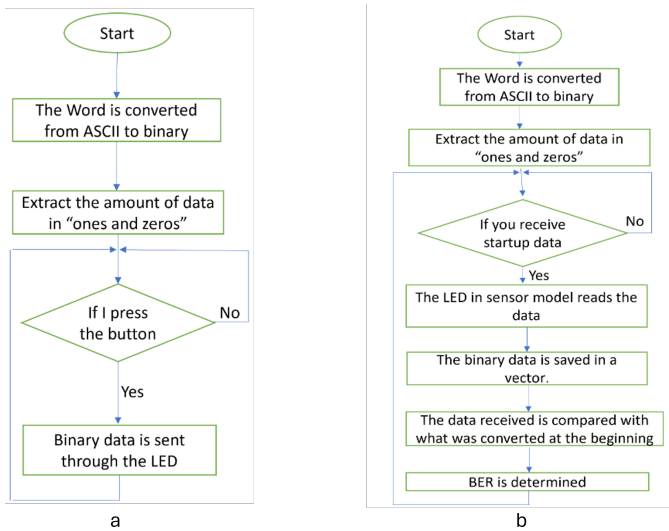 Start
The Word is converted
from ASCII to binary
Extract the amount of data
in “ones and zeros”
If I press
the button
No
Yes
Binary data is sent
through the LED
a
Start
The Word is converted
from ASCII to binary
Extract the amount of data in
“ones and zeros”
If you receive
startup data
No
Yes
The LED in sensor model reads the
data
The binary data is saved in a
vector.
The data received is compared with
what was converted at the beginning
BER is determined
b